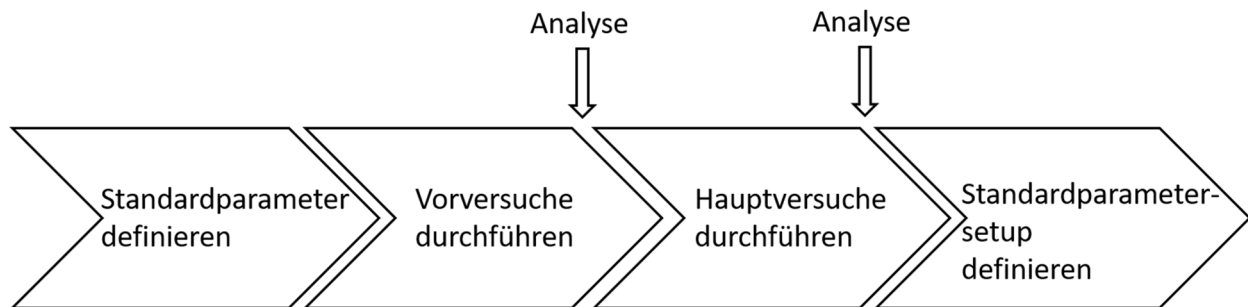 Analyse
Analyse
Standardparameter
definieren
Vorversuche
durchführen
Hauptversuche
durchführen
Standardparameter-
setup
definieren